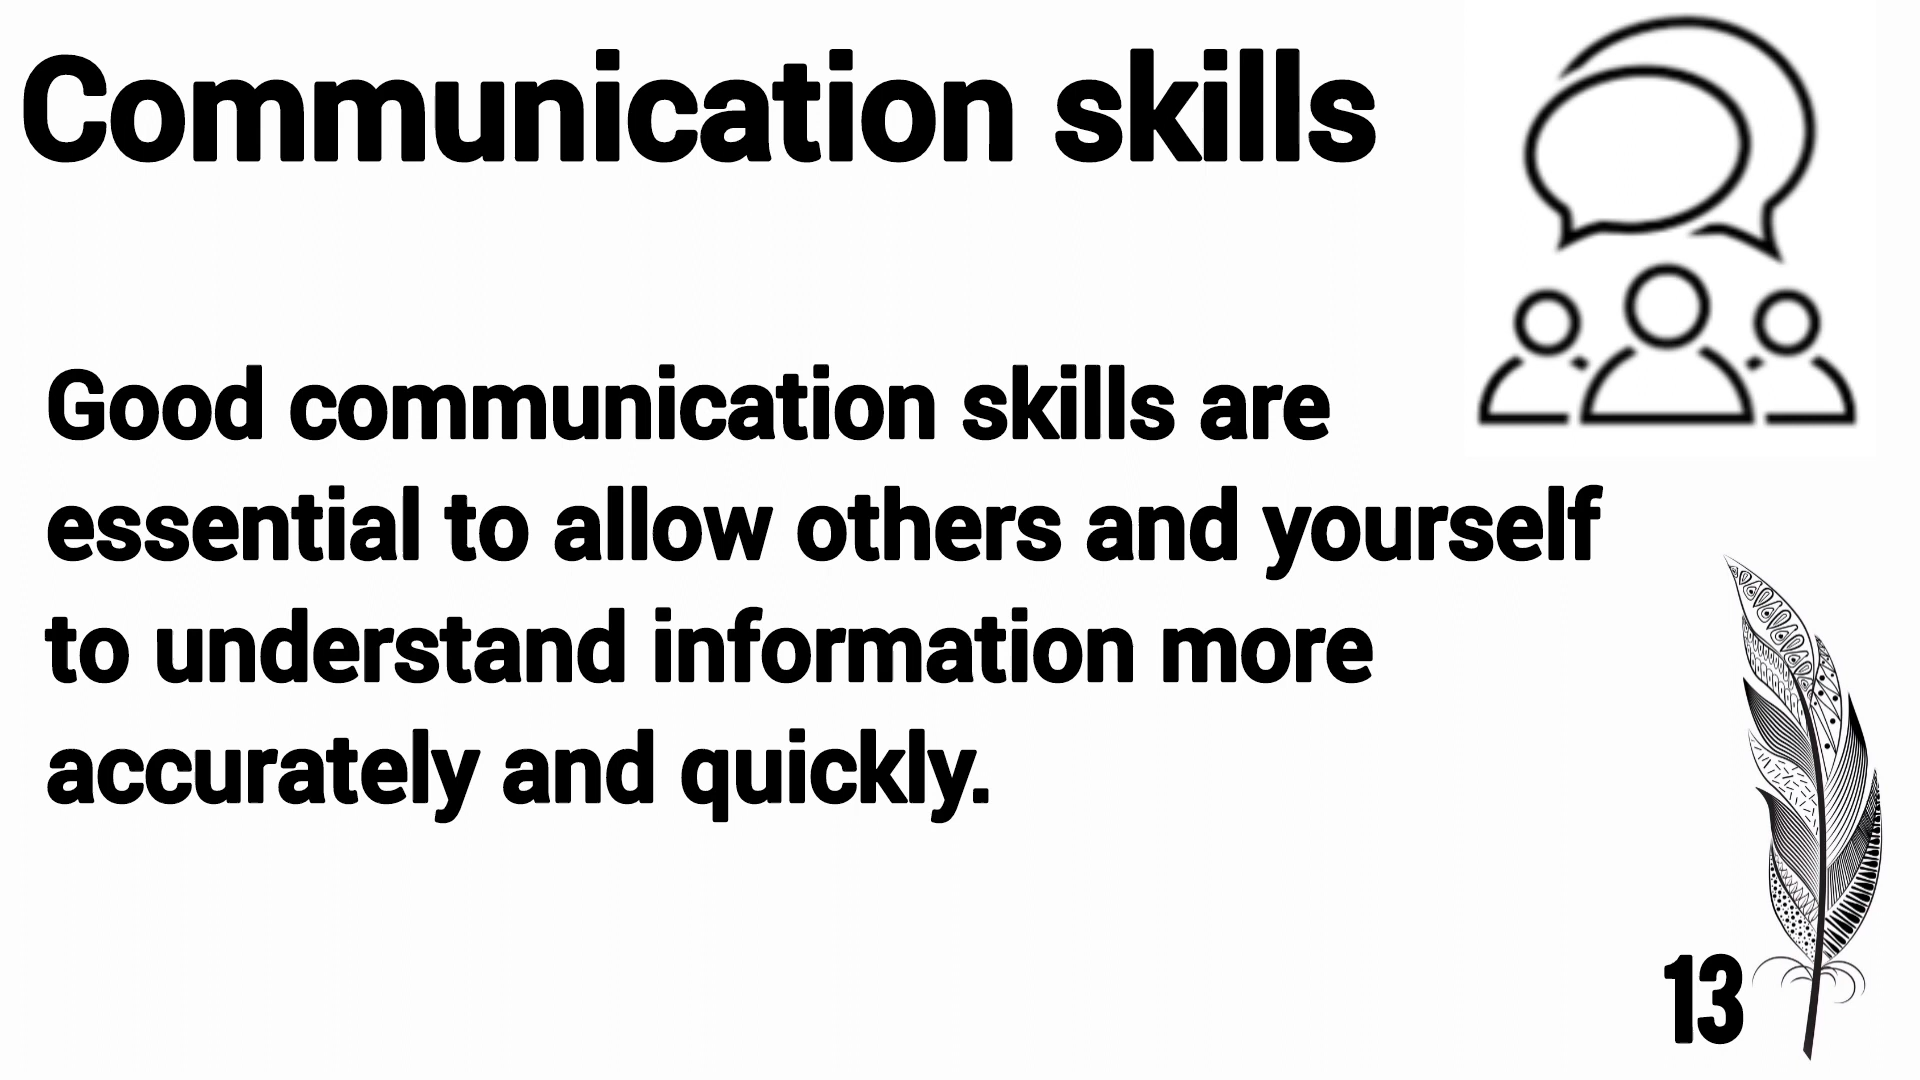 Communication skills
Good communication skills are
essential to allow others and yourself
to understand information more
accurately and quickly.
13